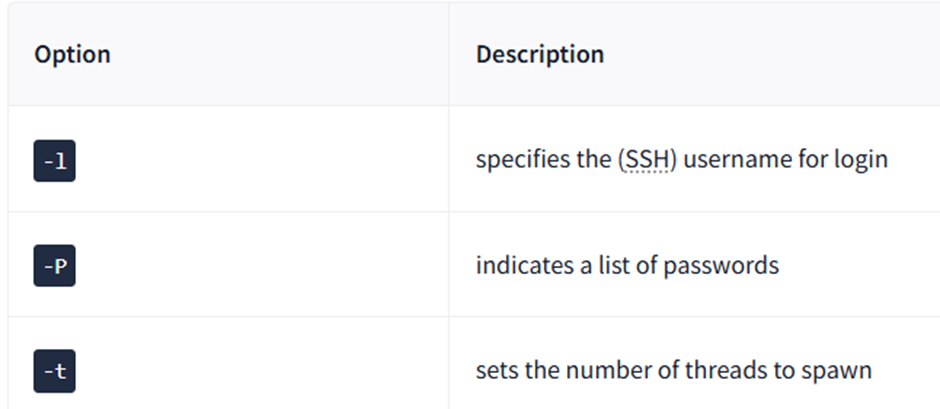 Option Description
-l specifies the (SSH) username for login
-P indicates a list of passwords
-t sets the number of threads to spawn